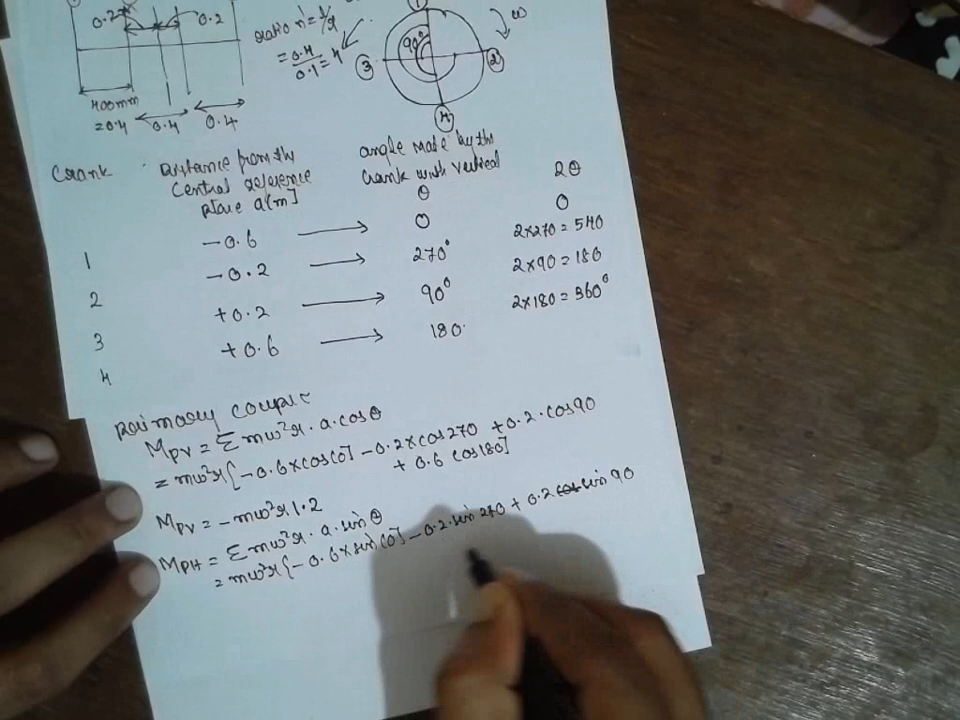 0.2
0.2
ratio n = l/r
= 0.4/0.1 = 4
400mm
= 0.4
0.4
0.4
1
90°
3
2
4
ω
Crank
Distance from the
Central reference
plane a(m)
angle made by the
crank with vertical
θ
2θ
1
-0.6
0
0
2
-0.2
270°
2×270 = 540
3
+0.2
90°
2×90 = 180
4
+0.6
180
2×180 = 360°
primary couple
MPV = Σ mω²r . a . cosθ
= mω²r [-0.6×cos(0) -0.2×cos270 +0.2.cos90
+ 0.6 cos180]
MPV = -mω²r 1.2
MPH = Σ mω²r . a . sinθ
= mω²r [-0.6×sin(0) -0.2.sin270 + 0.2 sin90